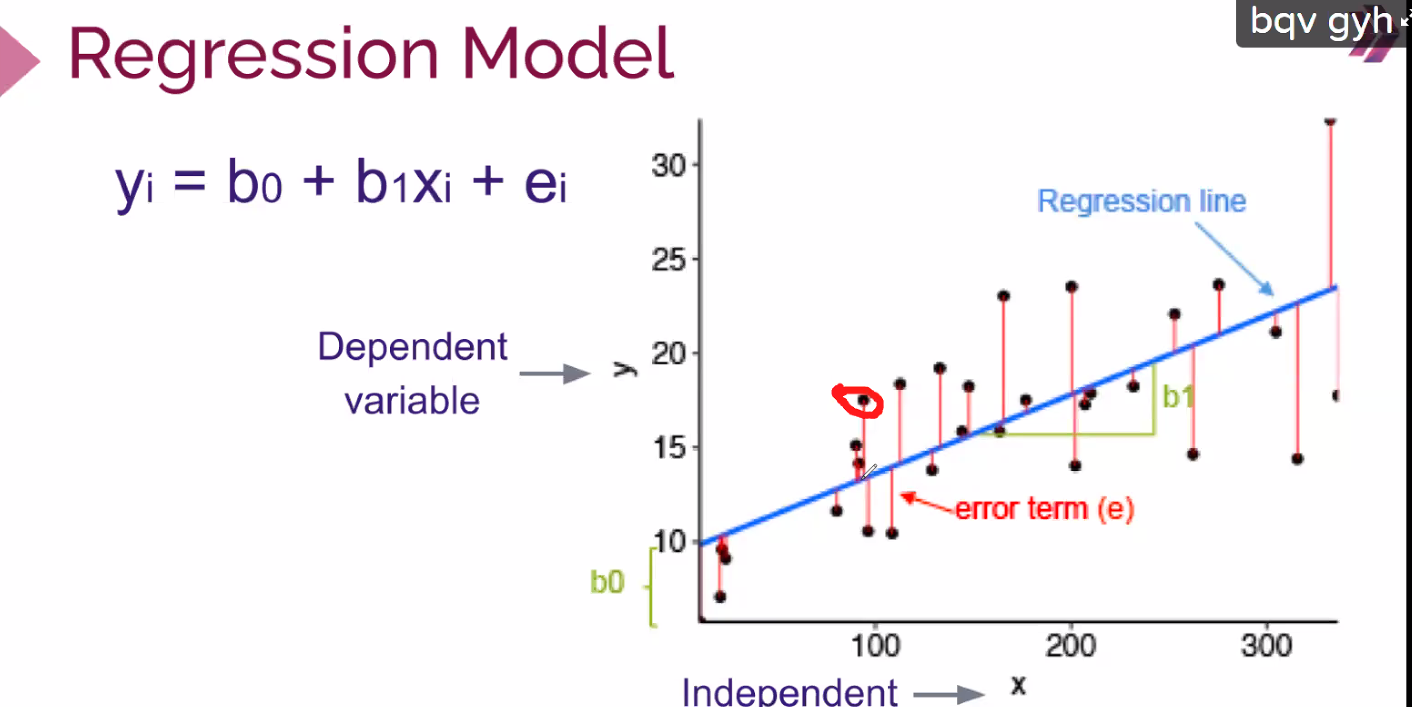 bqv gyh
Regression Model
yi = b0 + b1xi + ei
Regression line
Dependent
variable
y
30
25
20
15
10
b1
error term (e)
b0
100 200 300
Independent
x